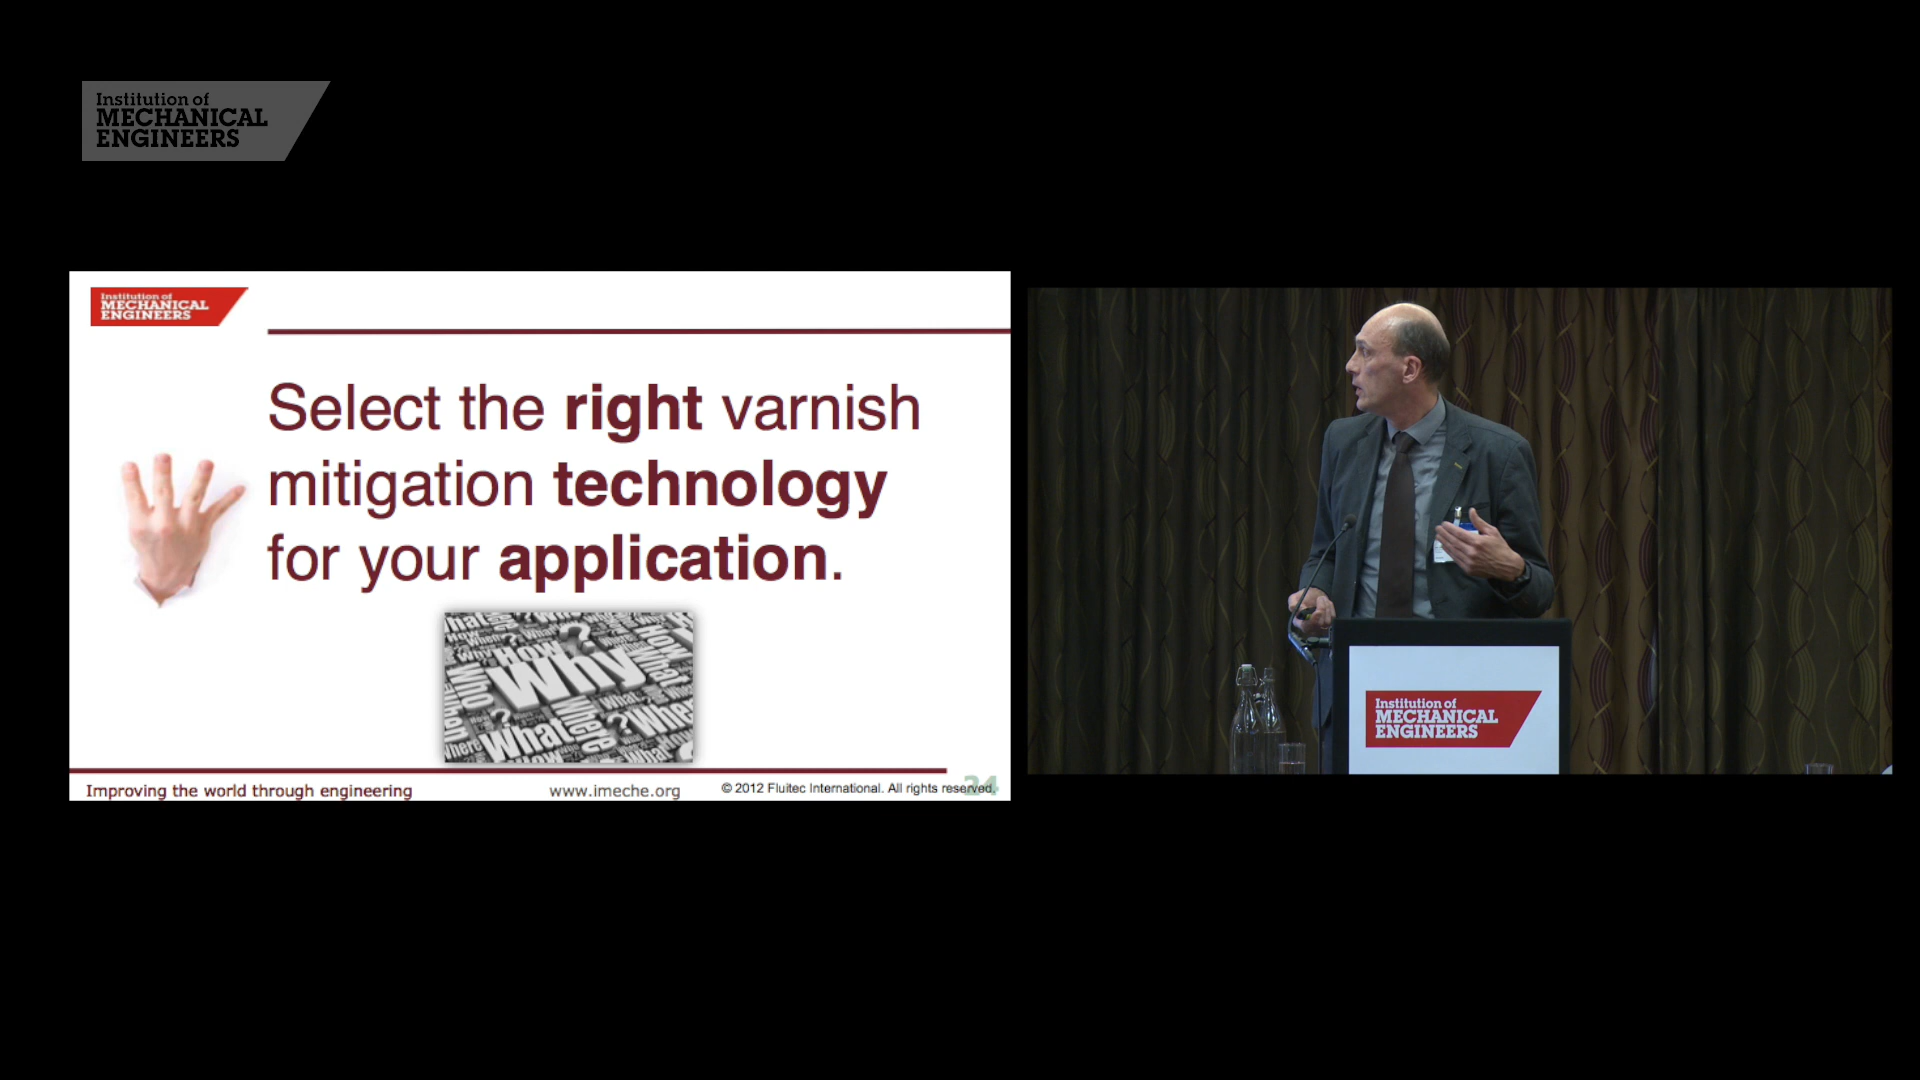 Institution of
MECHANICAL
ENGINEERS
Institution of
MECHANICAL
ENGINEERS
Select the right varnish
mitigation technology
for your application.
How
Why
Who
What
Where
Improving the world through engineering
www.imeche.org
© 2012 Fluitec International. All rights reserved.
24
Institution of
MECHANICAL
ENGINEERS